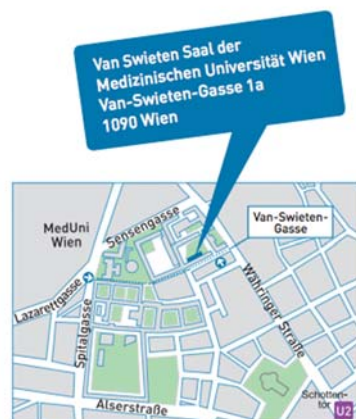 Van Swieten Saal der
Medizinischen Universität Wien
Van-Swieten-Gasse 1a
1090 Wien
MedUni
Wien
Sensengasse
Van-Swieten-
Gasse
Lazarettgasse
Spitalgasse
Währinger Straße
Alserstraße
Schotten-
tor
U2